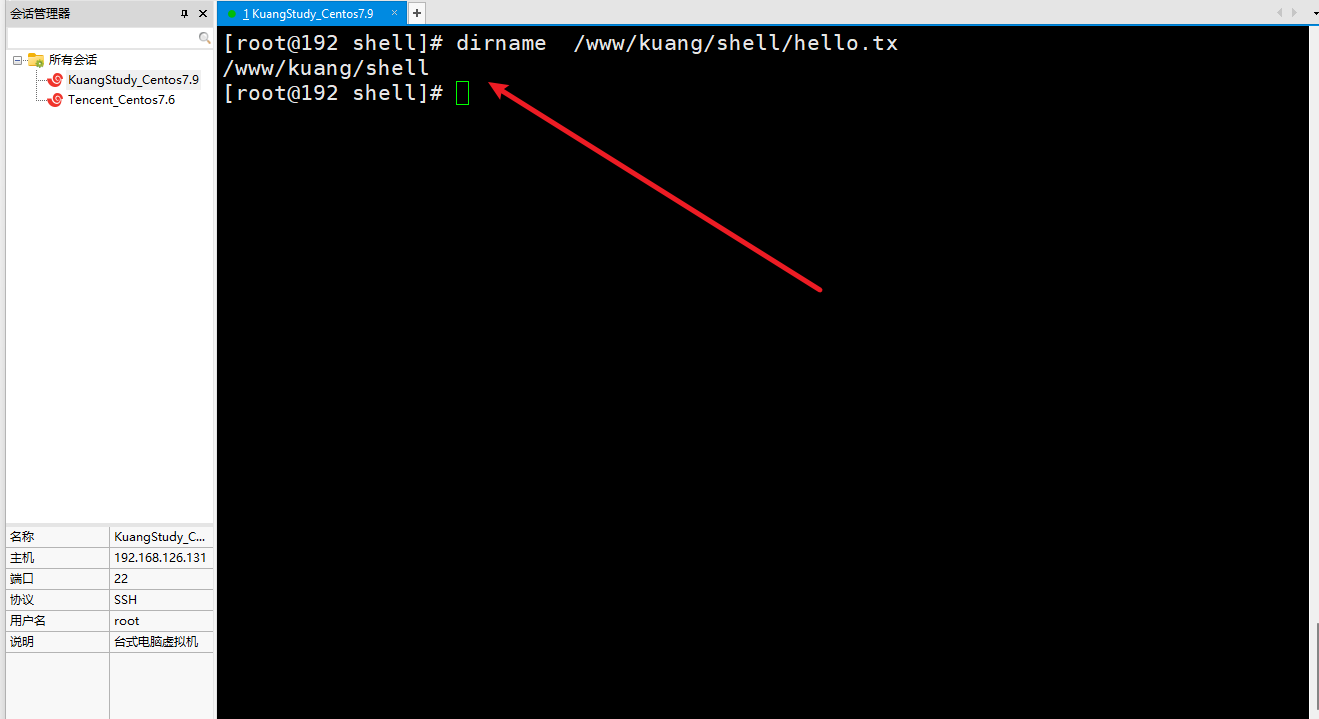 会话管理器
所有会话
KuangStudy_Centos7.9
Tencent_Centos7.6
名称 KuangStudy_C...
主机 192.168.126.131
端口 22
协议 SSH
用户名 root
说明 台式电脑虚拟机
1 KuangStudy_Centos7.9
[root@192 shell]# dirname  /www/kuang/shell/hello.tx
/www/kuang/shell
[root@192 shell]#